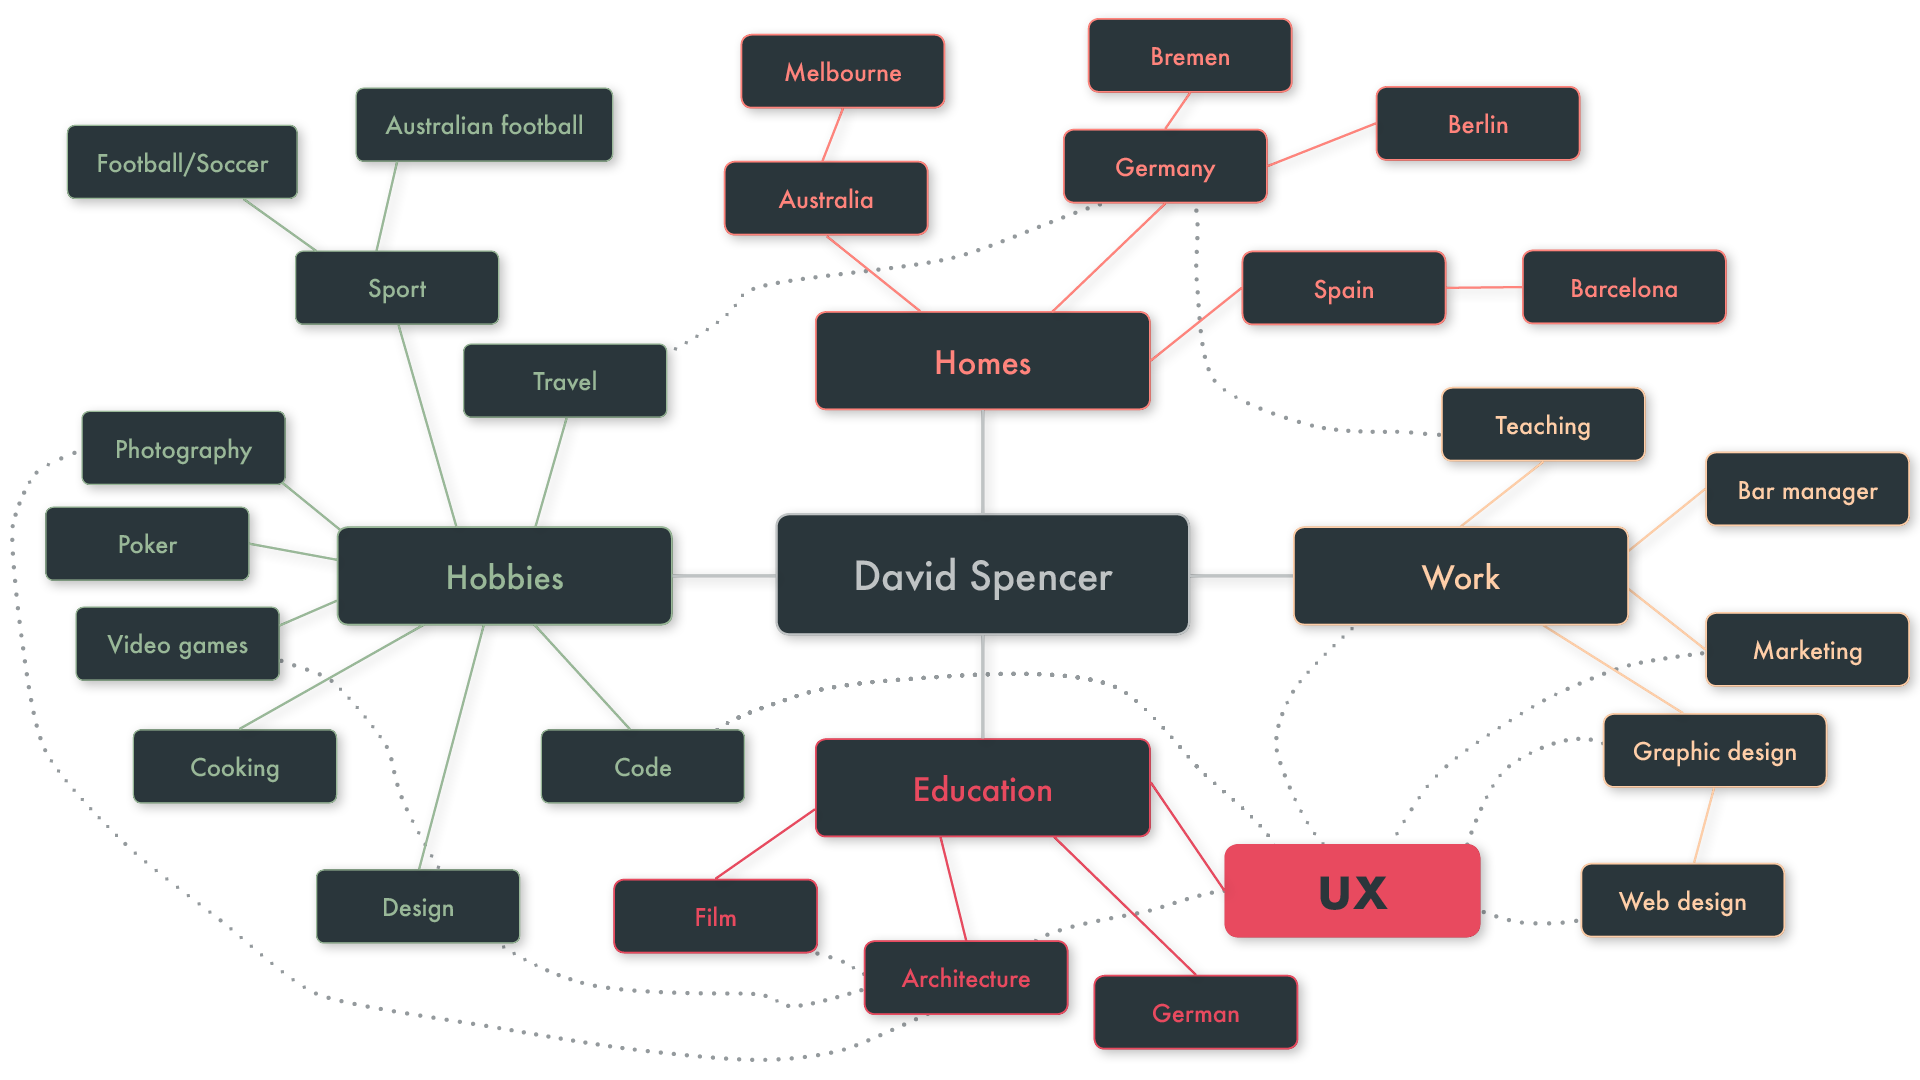 Bremen
Melbourne
Berlin
Australian football
Football/Soccer
Germany
Australia
Sport
Spain
Barcelona
Homes
Travel
Teaching
Photography
Bar manager
Poker
Hobbies
David Spencer
Work
Video games
Marketing
Graphic design
Cooking
Code
Education
UX
Web design
Design
Film
Architecture
German